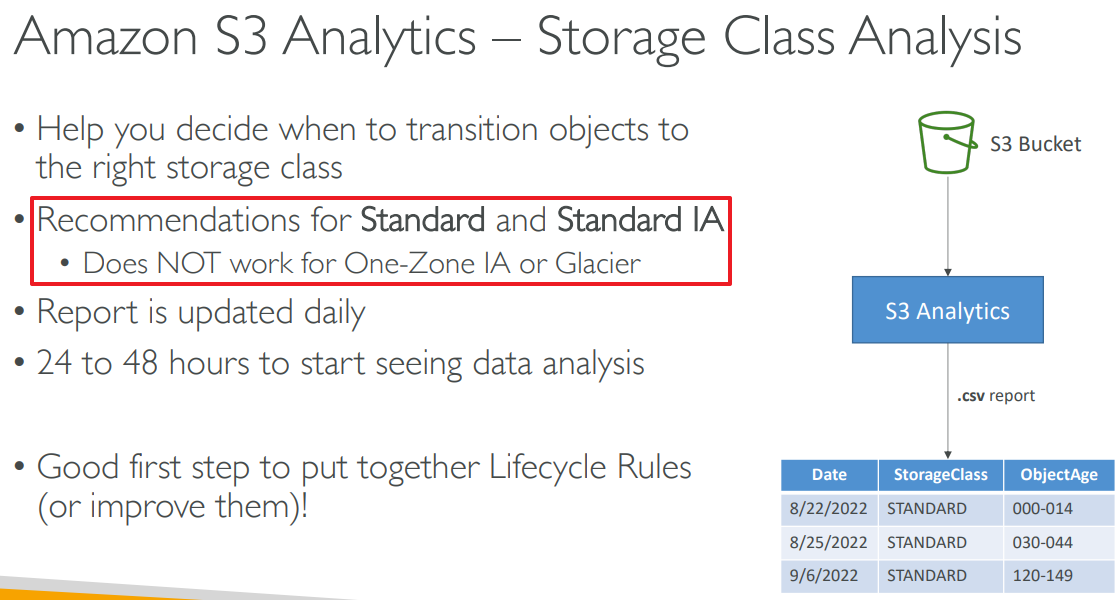 Amazon S3 Analytics – Storage Class Analysis
• Help you decide when to transition objects to
the right storage class
• Recommendations for Standard and Standard IA
• Does NOT work for One-Zone IA or Glacier
• Report is updated daily
• 24 to 48 hours to start seeing data analysis
• Good first step to put together Lifecycle Rules
(or improve them)!
S3 Bucket
S3 Analytics
.csv report
Date StorageClass ObjectAge
8/22/2022 STANDARD 000-014
8/25/2022 STANDARD 030-044
9/6/2022 STANDARD 120-149